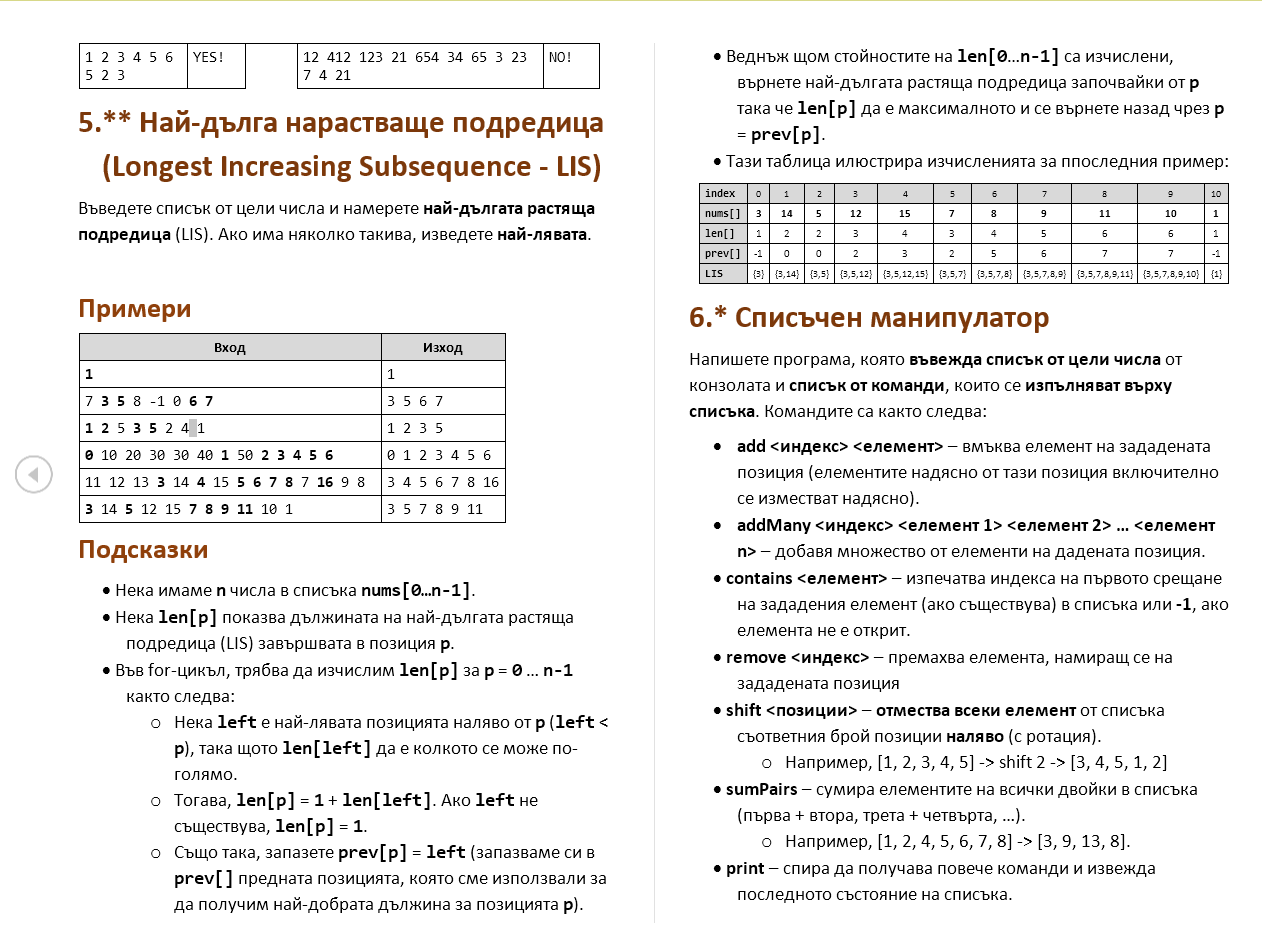 1 2 3 4 5 6 YES! 12 412 123 21 654 34 65 3 23 NO!
5 2 3 7 4 21
5.** Най-дълга нарастваще подредица
(Longest Increasing Subsequence - LIS)
Въведете списък от цели числа и намерете най-дългата растяща
подредица (LIS). Ако има няколко такива, изведете най-лявата.
Примери
Вход Изход
1 1
7 3 5 8 -1 0 6 7 3 5 6 7
1 2 5 3 5 2 4 1 1 2 3 5
0 10 20 30 30 40 1 50 2 3 4 5 6 0 1 2 3 4 5 6
11 12 13 3 14 4 15 5 6 7 8 7 16 9 8 3 4 5 6 7 8 16
3 14 5 12 15 7 8 9 11 10 1 3 5 7 8 9 11
Подсказки
• Нека имаме n числа в списъка nums[0…n-1].
• Нека len[p] показва дължината на най-дългата растяща
подредица (LIS) завършвата в позиция p.
• Във for-цикъл, трябва да изчислим len[p] за p = 0 … n-1
както следва:
o Нека left е най-лявата позицията наляво от p (left <
p), така щото len[left] да е колкото се може по-
голямо.
o Тогава, len[p] = 1 + len[left]. Ако left не
съществува, len[p] = 1.
o Също така, запазете prev[p] = left (запазваме си в
prev[] предната позицията, която сме използвали за
да получим най-добрата дължина за позицията p).
• Веднъж щом стойностите на len[0…n-1] са изчислени,
върнете най-дългата растяща подредица започвайки от p
така че len[p] да е максималното и се върнете назад чрез p
= prev[p].
• Тази таблица илюстрира изчисленията за ппоследния пример:
index 0 1 2 3 4 5 6 7 8 9 10
nums[] 3 14 5 12 15 7 8 9 11 10 1
len[] 1 2 2 3 4 3 4 5 6 6 1
prev[] -1 0 0 2 3 2 5 6 7 7 -1
LIS {3} {3,14} {3,5} {3,5,12} {3,5,12,15} {3,5,7} {3,5,7,8} {3,5,7,8,9} {3,5,7,8,9,11} {3,5,7,8,9,10} {1}
6.* Списъчен манипулатор
Напишете програма, която въвежда списък от цели числа от
конзолата и списък от команди, които се изпълняват върху
списъка. Командите са както следва:
• add <индекс> <елемент> – вмъква елемент на зададената
позиция (елементите надясно от тази позиция включително
се изместват надясно).
• addMany <индекс> <елемент 1> <елемент 2> … <елемент
n> – добавя множество от елементи на дадената позиция.
• contains <елемент> – изпечатва индекса на първото срещане
на зададения елемент (ако съществува) в списъка или -1, ако
елемента не е открит.
• remove <индекс> – премахва елемента, намиращ се на
зададената позиция
• shift <позиции> – отмества всеки елемент от списъка
съответния брой позиции наляво (с ротация).
o Например, [1, 2, 3, 4, 5] -> shift 2 -> [3, 4, 5, 1, 2]
• sumPairs – сумира елементите на всички двойки в списъка
(първа + втора, трета + четвърта, …).
o Например, [1, 2, 4, 5, 6, 7, 8] -> [3, 9, 13, 8].
• print – спира да получава повече команди и извежда
последното състояние на списъка.